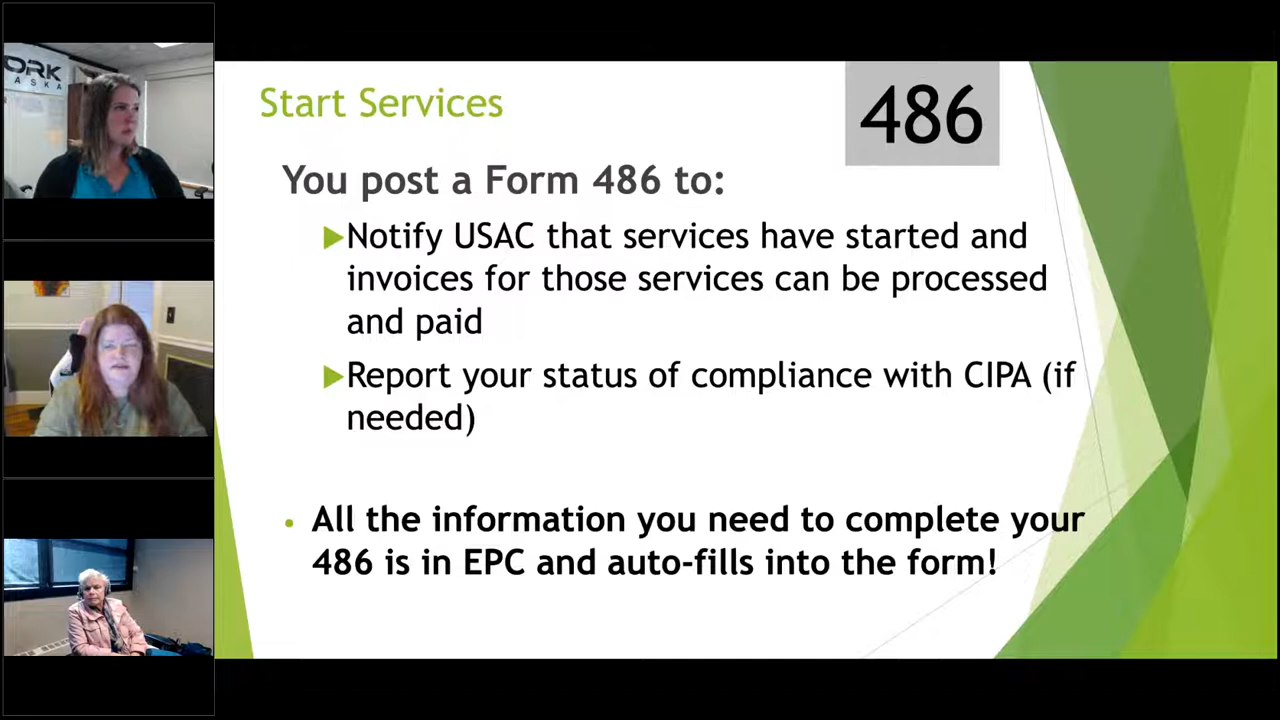 ORK
ASKA
Start Services
486
You post a Form 486 to:
Notify USAC that services have started and
invoices for those services can be processed
and paid
Report your status of compliance with CIPA (if
needed)
All the information you need to complete your
486 is in EPC and auto-fills into the form!